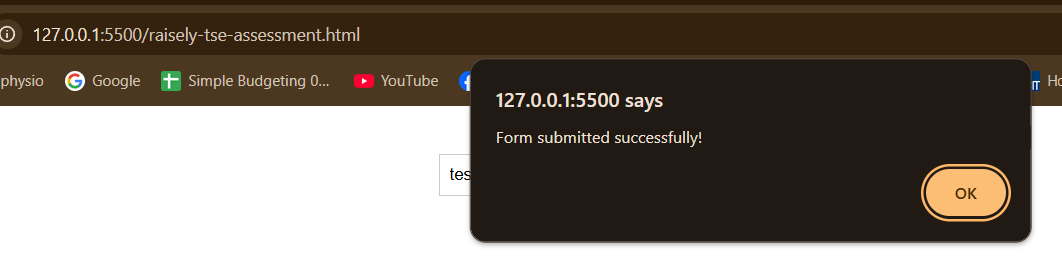 127.0.0.1:5500/raisely-tse-assessment.html
physio Google Simple Budgeting 0... YouTube
127.0.0.1:5500 says
Form submitted successfully!
tes
OK